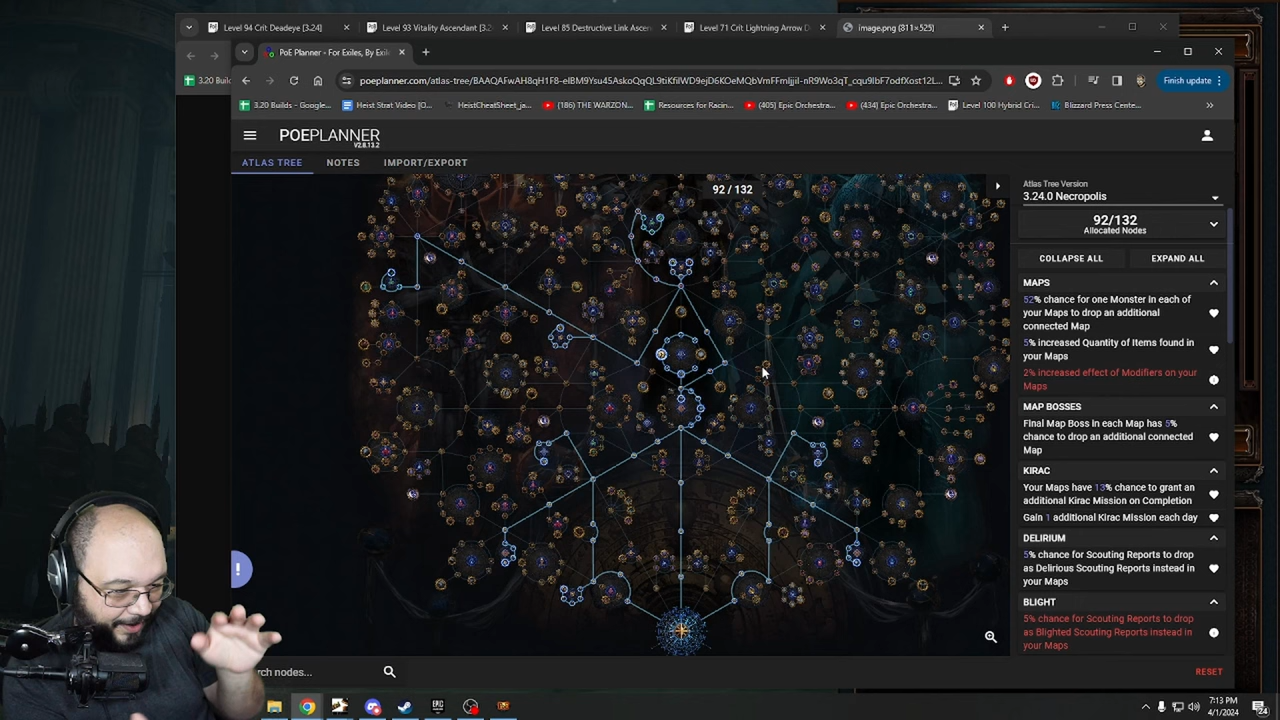 Level 94 Crit Deadeye [3.24]
Level 93 Vitality Ascendant [3.2
Level 85 Destructive Link Ascen
Level 71 Crit Lightning Arrow D
image.png (811×525)
PoE Planner - For Exiles, By Exil
3.20 Buil
Finish update
3.20 Builds - Google...
Heist Stat Video [O...
HeistCheatSheet_ja...
(186) THE WARZON...
Resources for Racin...
(405) Epic Orchestra...
(434) Epic Orchestra...
Level 100 Hybrid Cri...
Blizzard Press Cente...
POEPLANNER
V2.8.13.2
ATLAS TREE
NOTES
IMPORT/EXPORT
92 / 132
Atlas Tree Version
3.24.0 Necropolis
92/132
Allocated Nodes
COLLAPSE ALL
EXPAND ALL
MAPS
52% chance for one Monster in each of
your Maps to drop an additional
connected Map
5% increased Quantity of Items found in
your Maps
2% increased effect of Modifiers on your
Maps
MAP BOSSES
Final Map Boss in each Map has 5%
chance to drop an additional connected
Map
KIRAC
Your Maps have 13% chance to grant an
additional Kirac Mission on Completion
Gain 1 additional Kirac Mission each day
DELIRIUM
5% chance for Scouting Reports to drop
as Delirious Scouting Reports instead in
your Maps
BLIGHT
5% chance for Scouting Reports to drop
as Blighted Scouting Reports instead in
your Maps
!
rch nodes...
RESET
EPIC
7:13 PM
4/1/2024
24